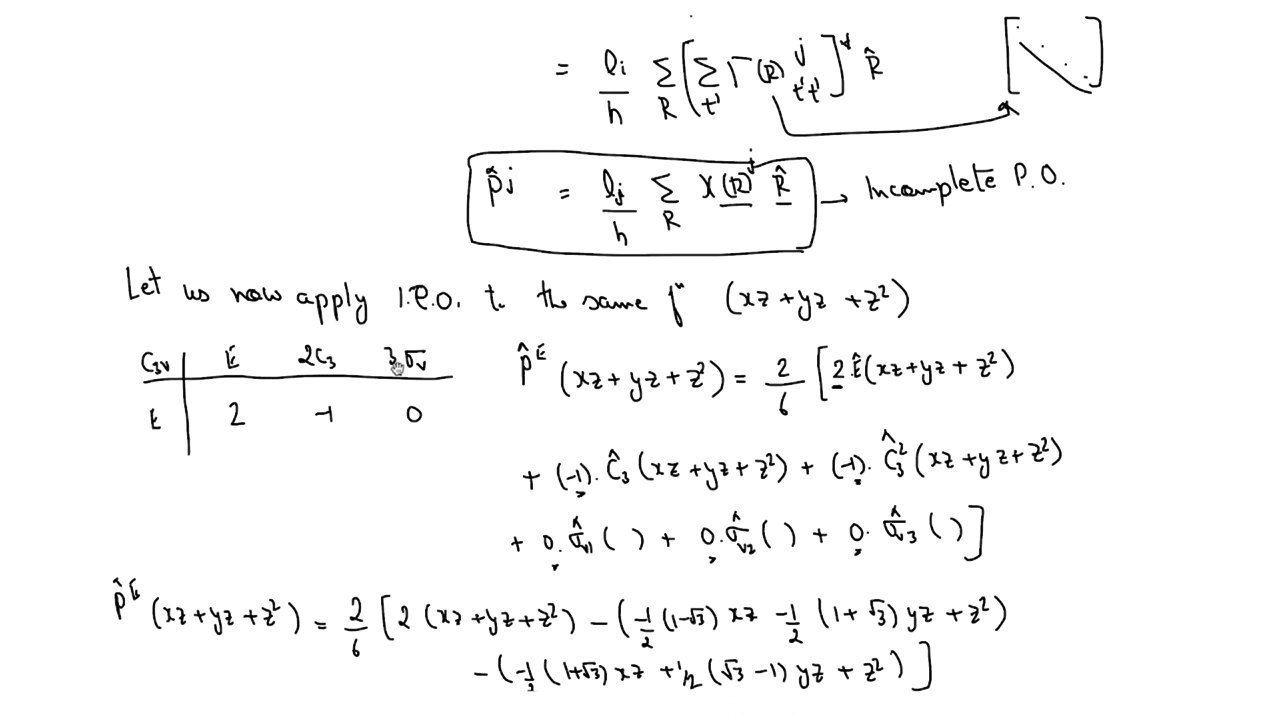 = li/h Σ_R [Σ_t' Γ(R)^j_t't']^* R̂
P̂^j = lj/h Σ_R χ(R)^j R̂ → Incomplete P.O.
Let us now apply I.P.O. to the same fⁿ (xz + yz + z²)
C3v | E 2C3 3σv
E | 2 -1 0
P̂^E (xz + yz + z²) = 2/6 [2 Ê(xz + yz + z²)
+ (-1). Ĉ3 (xz + yz + z²) + (-1). Ĉ3² (xz + yz + z²)
+ 0. σ̂v1 ( ) + 0. σ̂v2 ( ) + 0. σ̂v3 ( )]
P̂^E (xz + yz + z²) = 2/6 [2 (xz + yz + z²) - (-1/2 (1-√3) xz -1/2 (1+√3) yz + z²)
- (-1/2 (1+√3) xz + 1/2 (√3 - 1) yz + z²)]